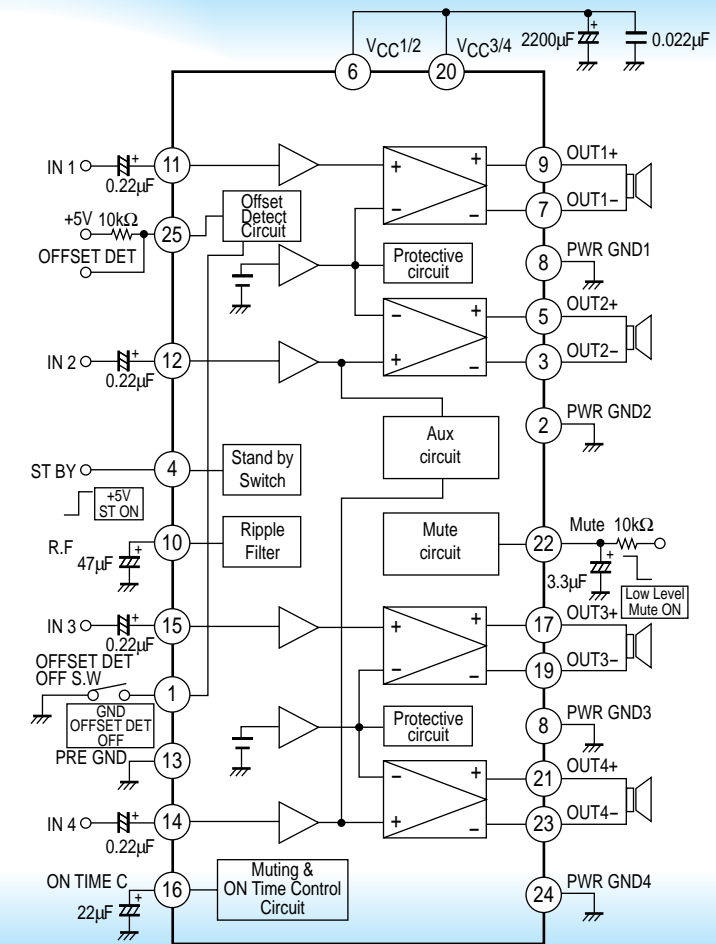 VCC1/2
VCC3/4
2200µF
+
0.022µF
6
20
IN 1
+
0.22µF
11
+
+
−
−
9
OUT1+
7
OUT1−
+5V 10kΩ
25
OFFSET DET
Offset
Detect
Circuit
Protective
circuit
8
PWR GND1
IN 2
+
0.22µF
12
−
+
+
−
5
OUT2+
3
OUT2−
2
PWR GND2
Aux
circuit
ST BY
4
Stand by
Switch
+5V
ST ON
R.F
47µF
+
10
Ripple
Filter
Mute
circuit
22
Mute 10kΩ
+
3.3µF
Low Level
Mute ON
IN 3
+
0.22µF
15
+
+
−
−
17
OUT3+
19
OUT3−
OFFSET DET
OFF S.W
1
GND
OFFSET DET
OFF
Protective
circuit
8
PWR GND3
PRE GND
13
IN 4
+
0.22µF
14
−
+
+
−
21
OUT4+
23
OUT4−
ON TIME C
22µF
+
16
Muting &
ON Time Control
Circuit
24
PWR GND4